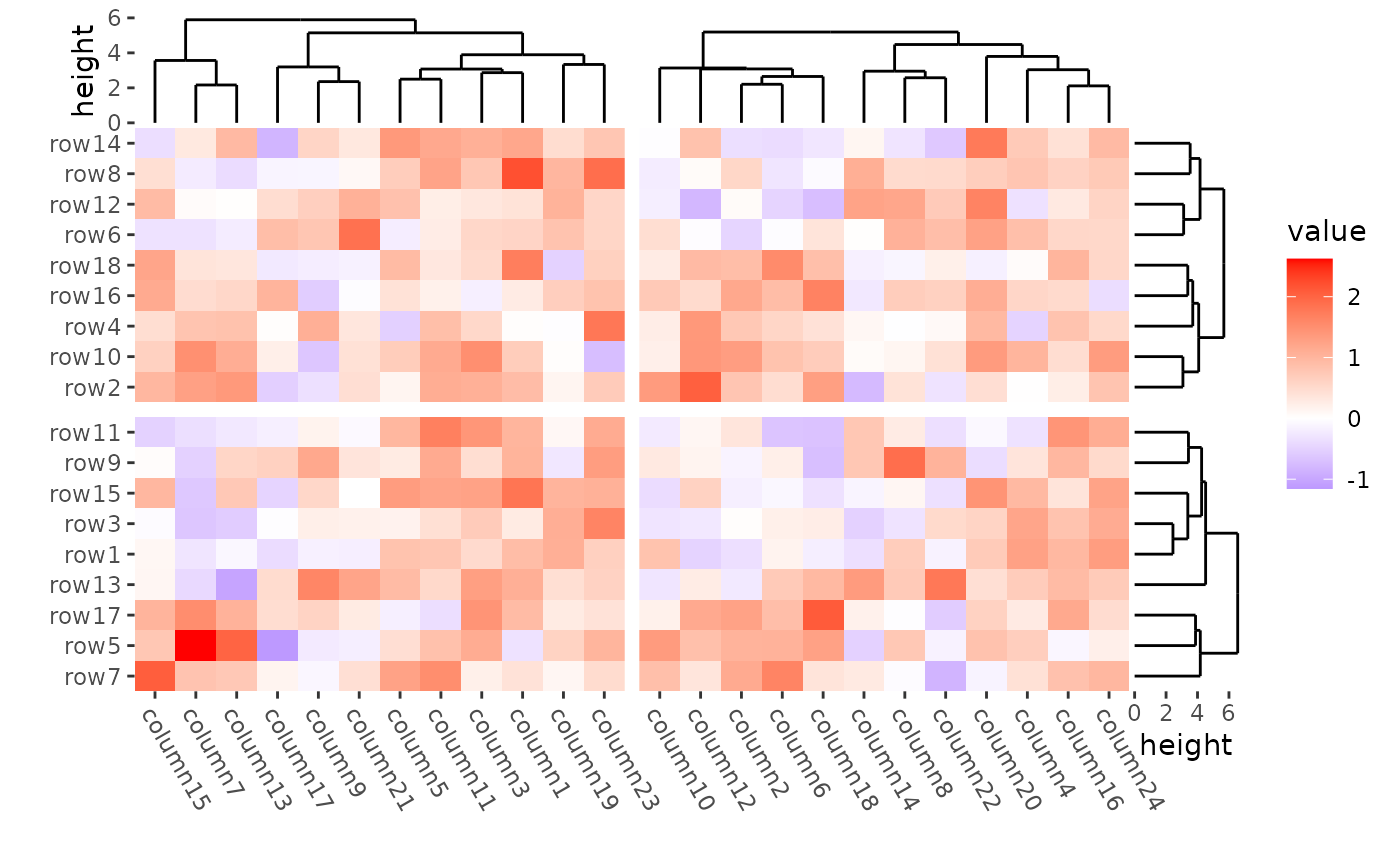 height
6
4
2
0
row14
row8
row12
row6
row18
row16
row4
row10
row2
row11
row9
row15
row3
row1
row13
row17
row5
row7
column15
column7
column13
column17
column9
column21
column5
column11
column3
column1
column19
column23
column10
column12
column2
column6
column18
column14
column8
column22
column20
column4
column16
column24
0 2 4 6
height
value
2
1
0
-1